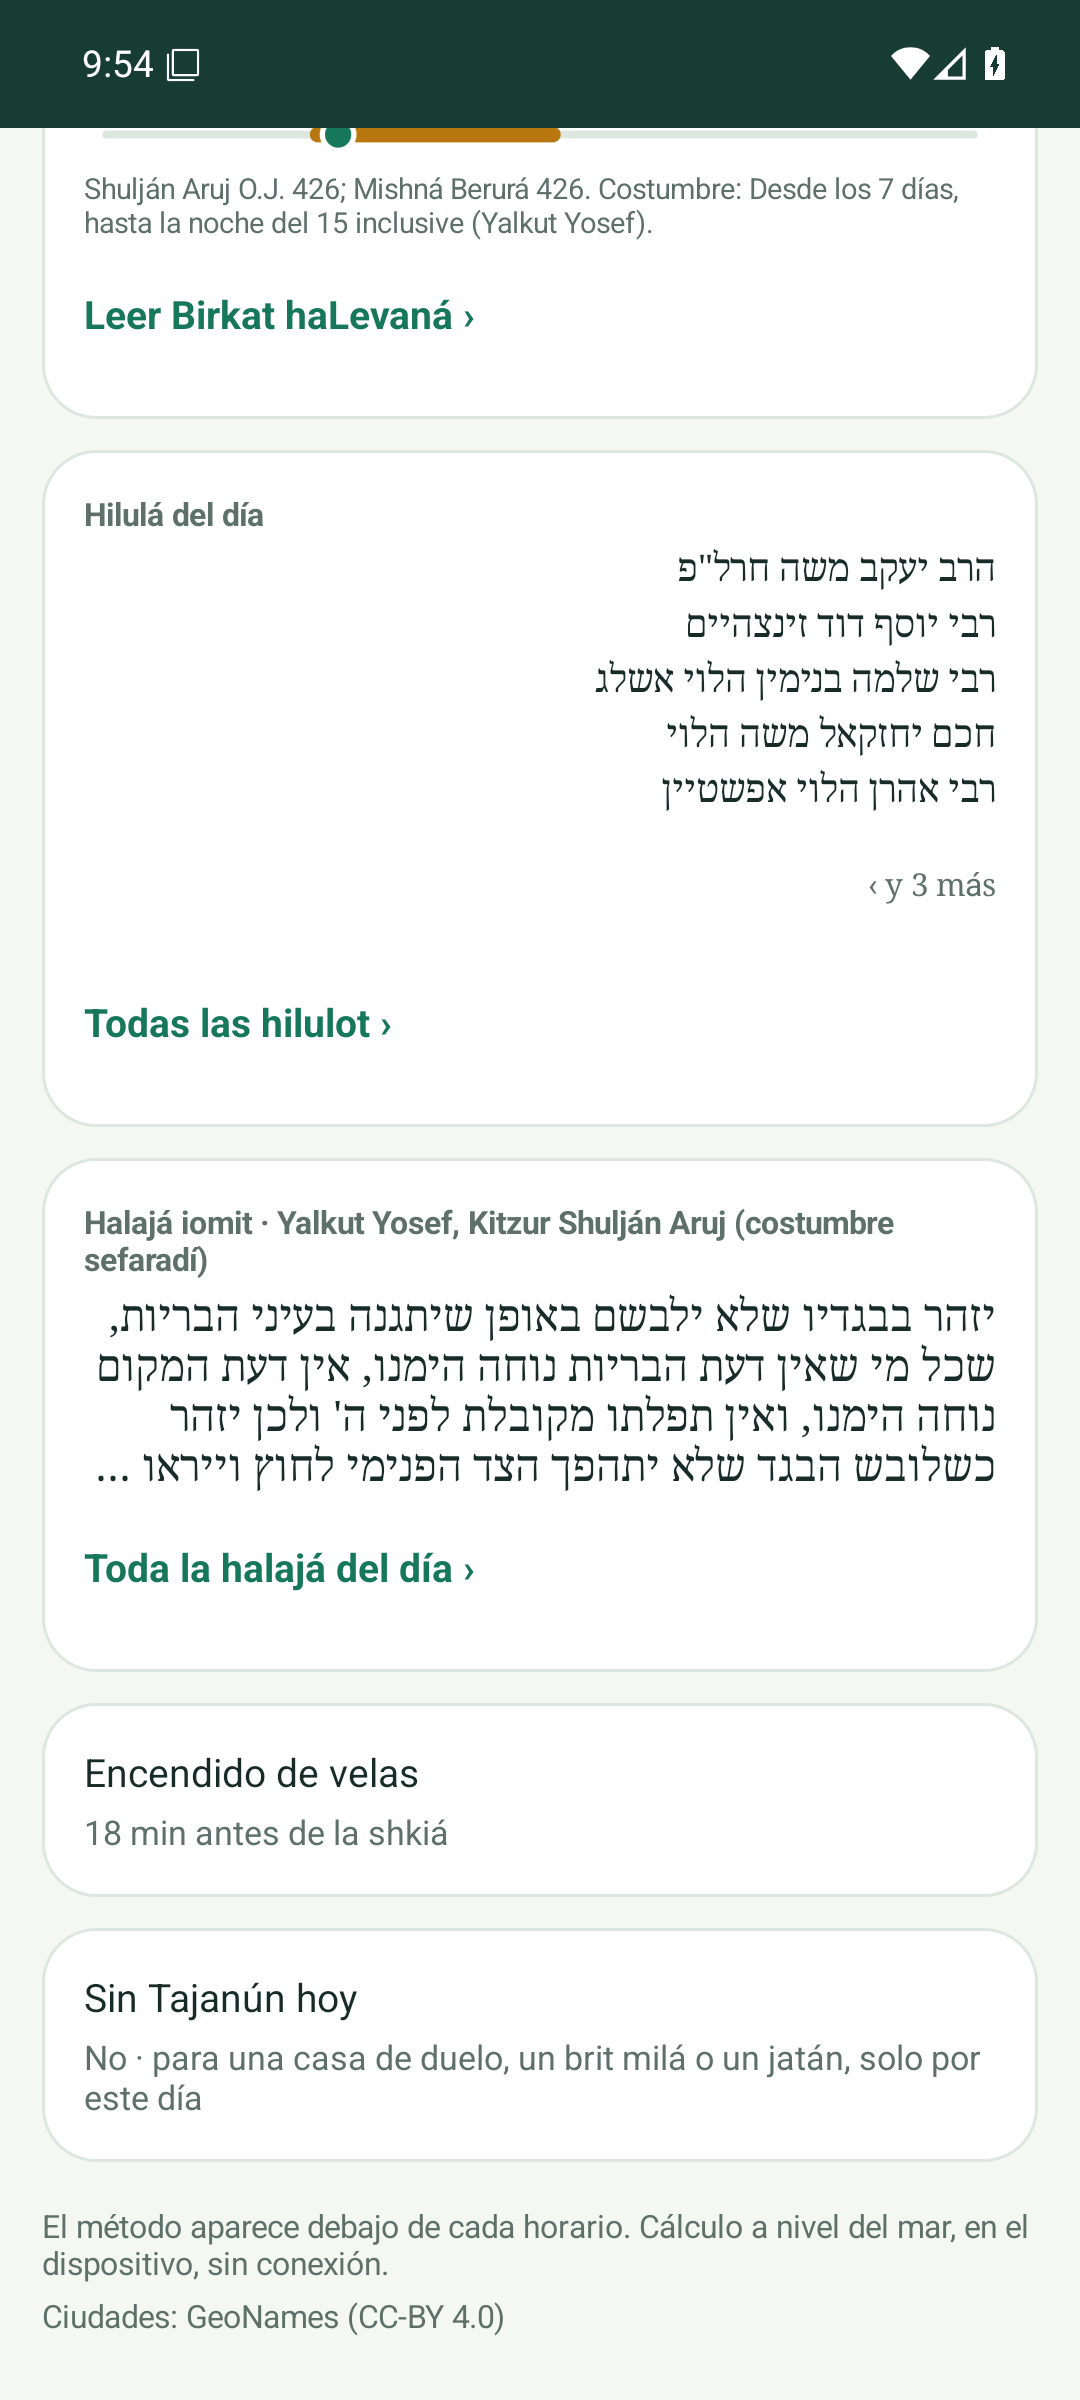 9:54
Shulján Aruj O.J. 426; Mishná Berurá 426. Costumbre: Desde los 7 días,
hasta la noche del 15 inclusive (Yalkut Yosef).
Leer Birkat haLevaná ›
Hilulá del día
הרב יעקב משה חרל"פ
רבי יוסף דוד זינצהיים
רבי שלמה בנימין הלוי אשלג
חכם יחזקאל משה הלוי
רבי אהרן הלוי אפשטיין
‹ y 3 más
Todas las hilulot ›
Halajá iomit · Yalkut Yosef, Kitzur Shulján Aruj (costumbre
sefaradí)
יזהר בבגדיו שלא ילבשם באופן שיתגנה בעיני הבריות,
שכל מי שאין דעת הבריות נוחה הימנו, אין דעת המקום
נוחה הימנו, ואין תפלתו מקובלת לפני ה' ולכן יזהר
כשלובש הבגד שלא יתהפך הצד הפנימי לחוץ וייראו ...
Toda la halajá del día ›
Encendido de velas
18 min antes de la shkiá
Sin Tajanún hoy
No · para una casa de duelo, un brit milá o un jatán, solo por
este día
El método aparece debajo de cada horario. Cálculo a nivel del mar, en el
dispositivo, sin conexión.
Ciudades: GeoNames (CC-BY 4.0)